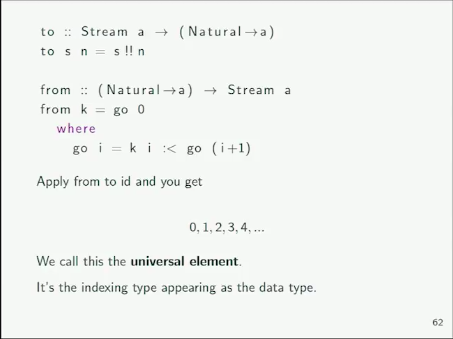 to :: Stream a → (Natural→a)
to s n = s !! n
from :: (Natural→a) → Stream a
from k = go 0
where
go i = k i :< go (i+1)
Apply from to id and you get
0, 1, 2, 3, 4, ...
We call this the universal element.
It's the indexing type appearing as the data type.
62